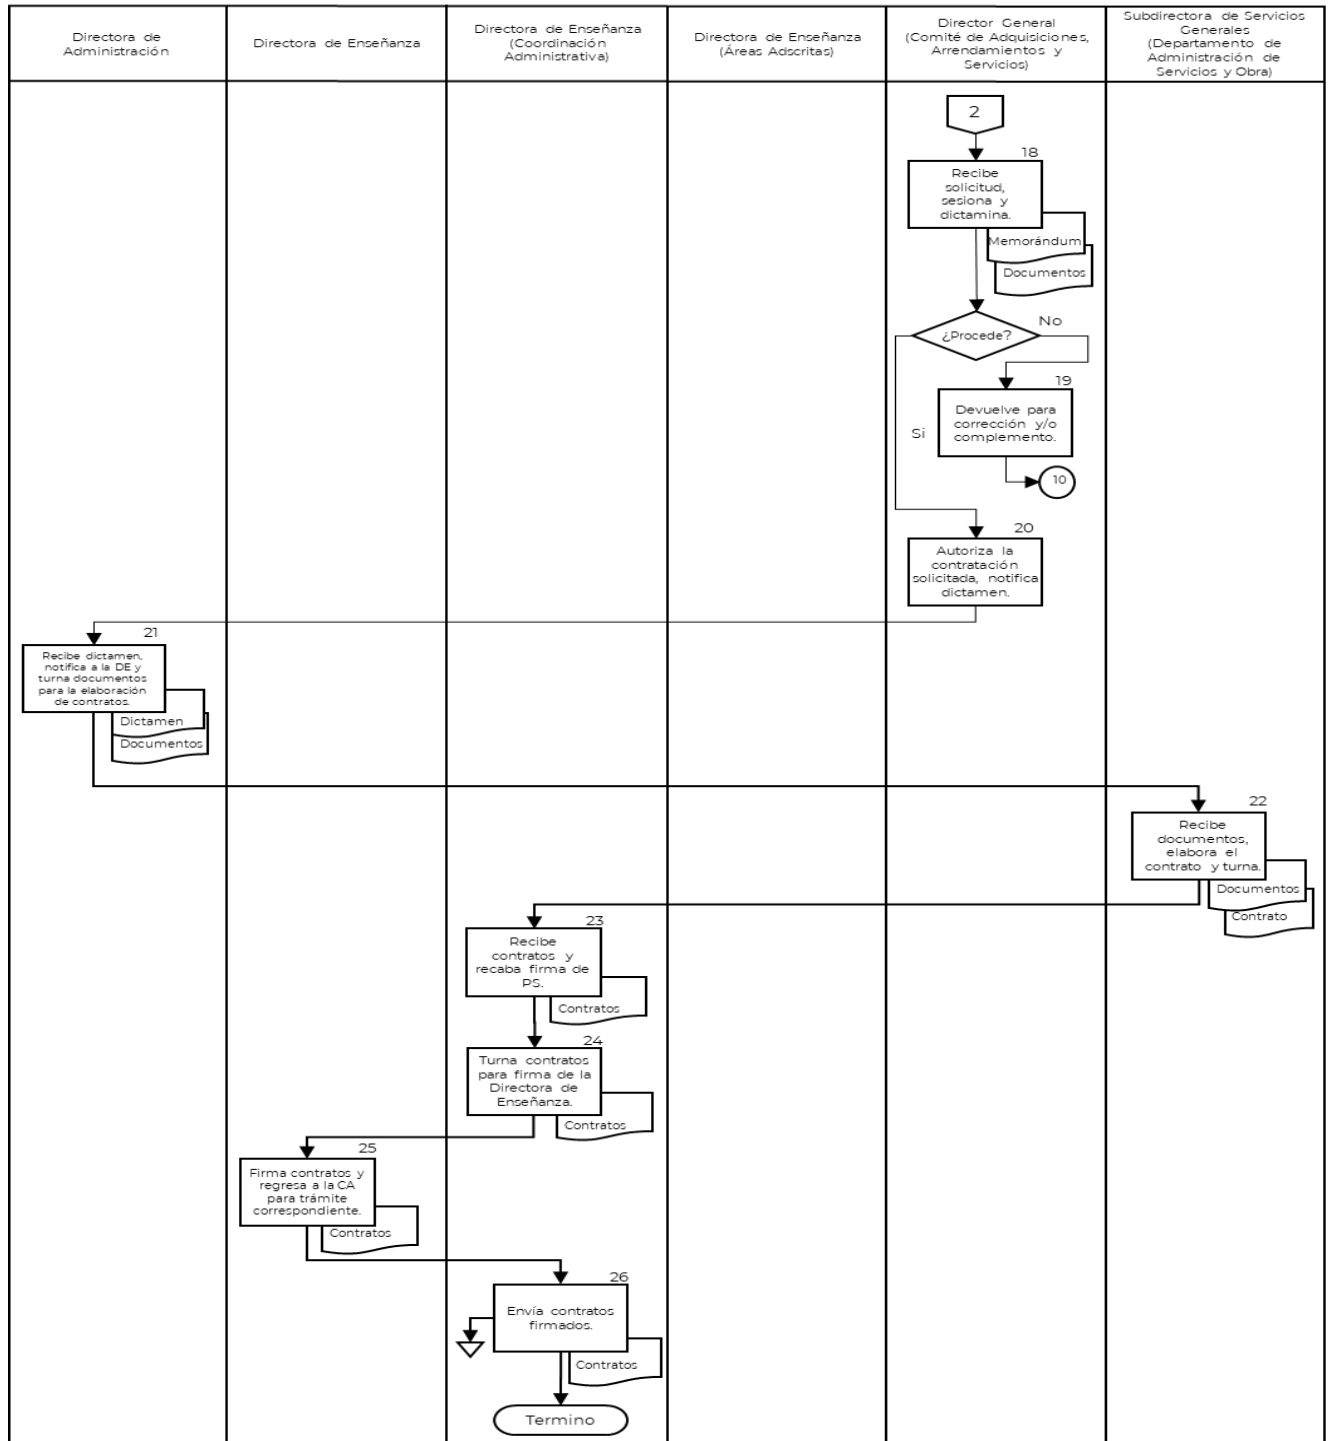 Directora de
Administración
Directora de Enseñanza
Directora de Enseñanza
(Coordinación
Administrativa)
Directora de Enseñanza
(Áreas Adscritas)
Director General
(Comité de Adquisiciones,
Arrendamientos y
Servicios)
Subdirectora de Servicios
Generales
(Departamento de
Administración de
Servicios y Obra)
2
18
Recibe
solicitud,
sesiona y
dictamina.
Memorándum
Documentos
¿Procede?
No
19
Devuelve para
corrección y/o
complemento.
Si
10
20
Autoriza la
contratación
solicitada, notifica
dictamen.
21
Recibe dictamen,
notifica a la DE y
turna documentos
para la elaboración
de contratos.
Dictamen
Documentos
22
Recibe
documentos,
elabora el
contrato y turna.
Documentos
Contrato
23
Recibe
contratos y
recaba firma de
PS.
Contratos
24
Turna contratos
para firma de la
Directora de
Enseñanza.
Contratos
25
Firma contratos y
regresa a la CA
para trámite
correspondiente.
Contratos
26
Envía contratos
firmados.
Contratos
Termino